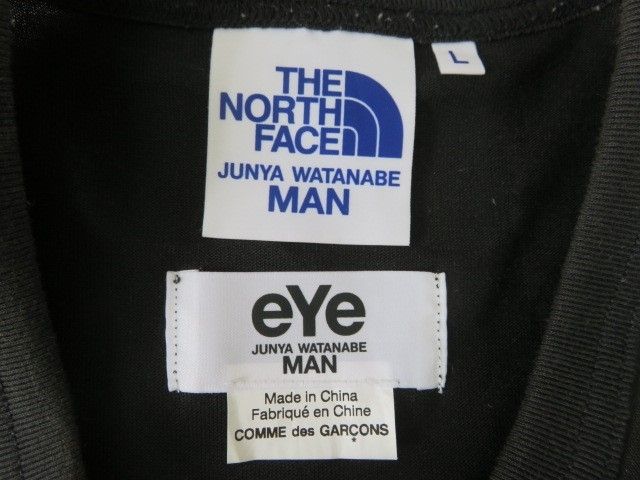 THE
NORTH
FACE
JUNYA WATANABE
MAN
L
eYe
JUNYA WATANABE
MAN
Made in China
Fabriqué en Chine
COMME des GARÇONS
*